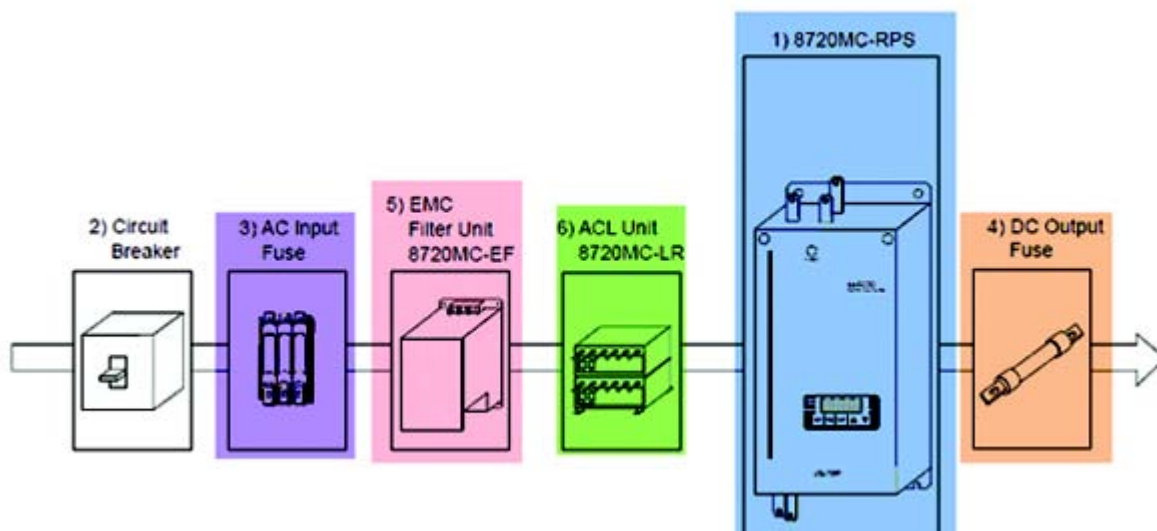 1) 8720MC-RPS
5) EMC
Filter Unit
8720MC-EF
2) Circuit
Breaker
3) AC Input
Fuse
6) ACL Unit
8720MC-LR
4) DC Output
Fuse